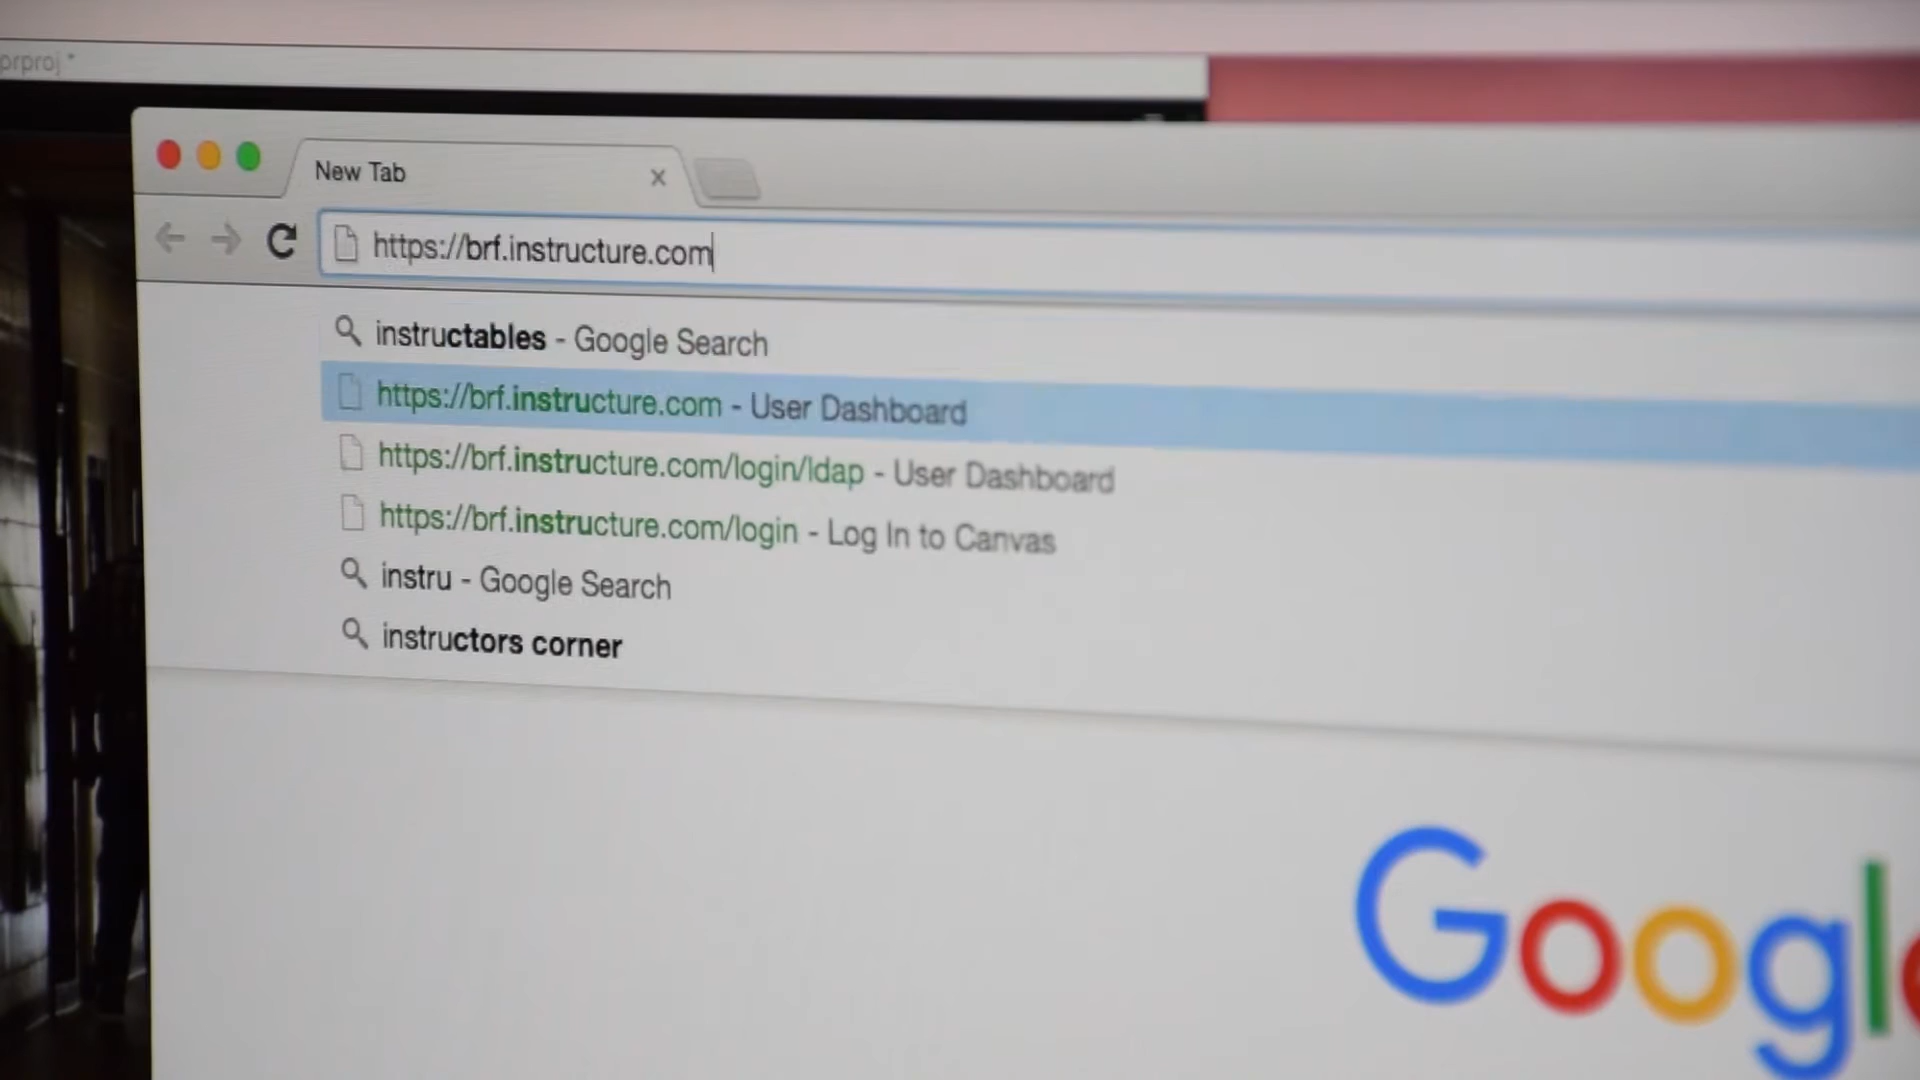 prproj *
New Tab
https://brf.instructure.com
instructables - Google Search
https://brf.instructure.com - User Dashboard
https://brf.instructure.com/login/ldap - User Dashboard
https://brf.instructure.com/login - Log In to Canvas
instru - Google Search
instructors corner
Google